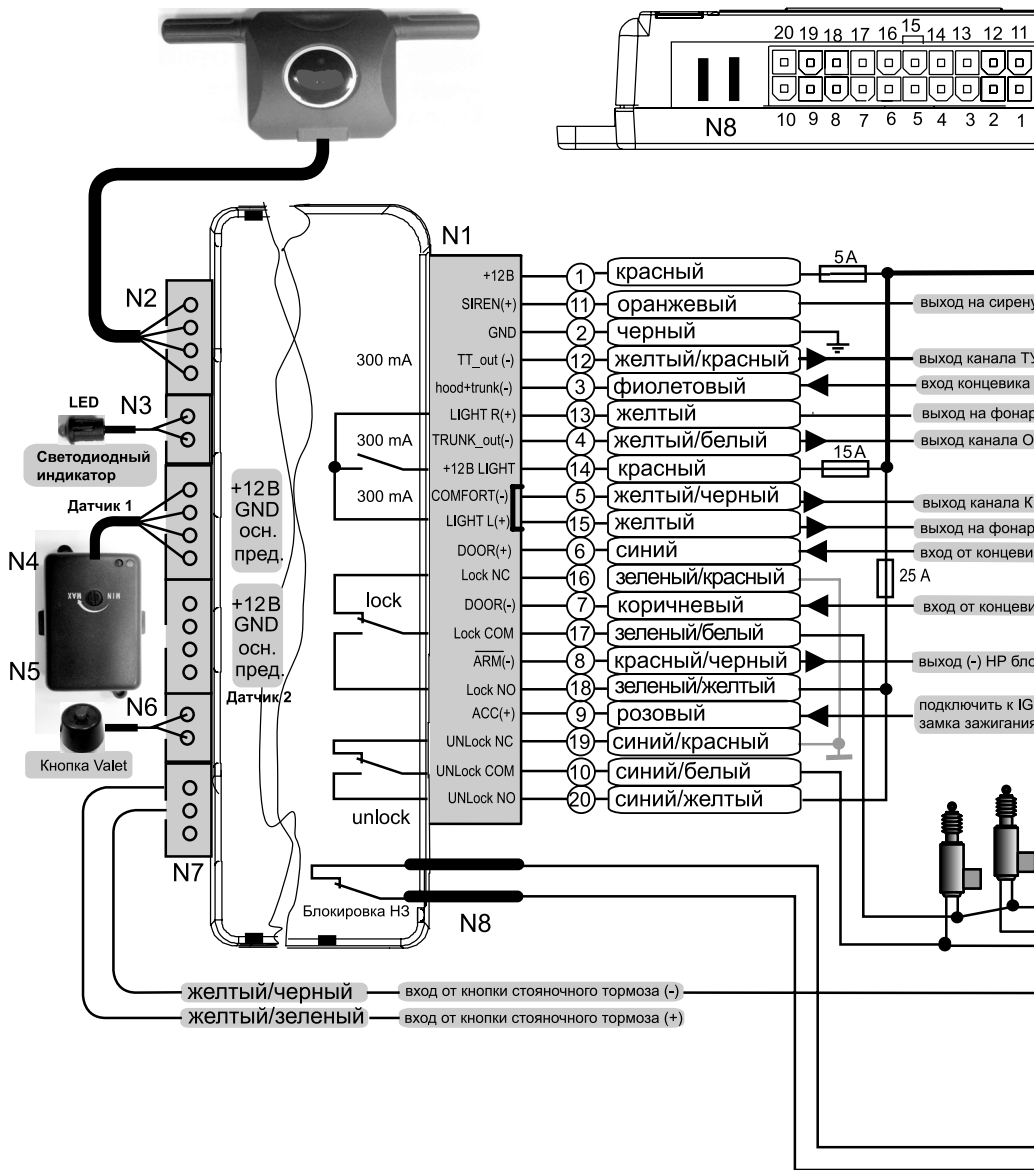 20 19 18 17 16 15 14 13 12 11
N8
10 9 8 7 6 5 4 3 2 1
N1
+12В 1 красный 5А
SIREN(+) 11 оранжевый выход на сирену
GND 2 черный
300 mA TT_out (-) 12 желтый/красный выход канала ТУ
hood+trunk(-) 3 фиолетовый вход концевика
LIGHT R(+) 13 желтый выход на фонар
300 mA TRUNK_out(-) 4 желтый/белый выход канала О
+12В LIGHT 14 красный 15А
300 mA COMFORT(-) 5 желтый/черный выход канала К
LIGHT L(+) 15 желтый выход на фонар
DOOR(+) 6 синий вход от концеви
Lock NC 16 зеленый/красный 25 А
lock DOOR(-) 7 коричневый вход от концеви
Lock COM 17 зеленый/белый
ARM(-) 8 красный/черный выход (-) НР бло
Lock NO 18 зеленый/желтый
ACC(+) 9 розовый подключить к IG
замка зажигания
UNLock NC 19 синий/красный
UNLock COM 10 синий/белый
UNLock NO 20 синий/желтый
unlock
N2
LED N3
Светодиодный
индикатор
Датчик 1
+12В
GND
осн.
пред.
N4
MIN MAX
+12В
GND
осн.
пред.
N5
Датчик 2
N6
Кнопка Valet
N7
Блокировка НЗ N8
желтый/черный вход от кнопки стояночного тормоза (-)
желтый/зеленый вход от кнопки стояночного тормоза (+)